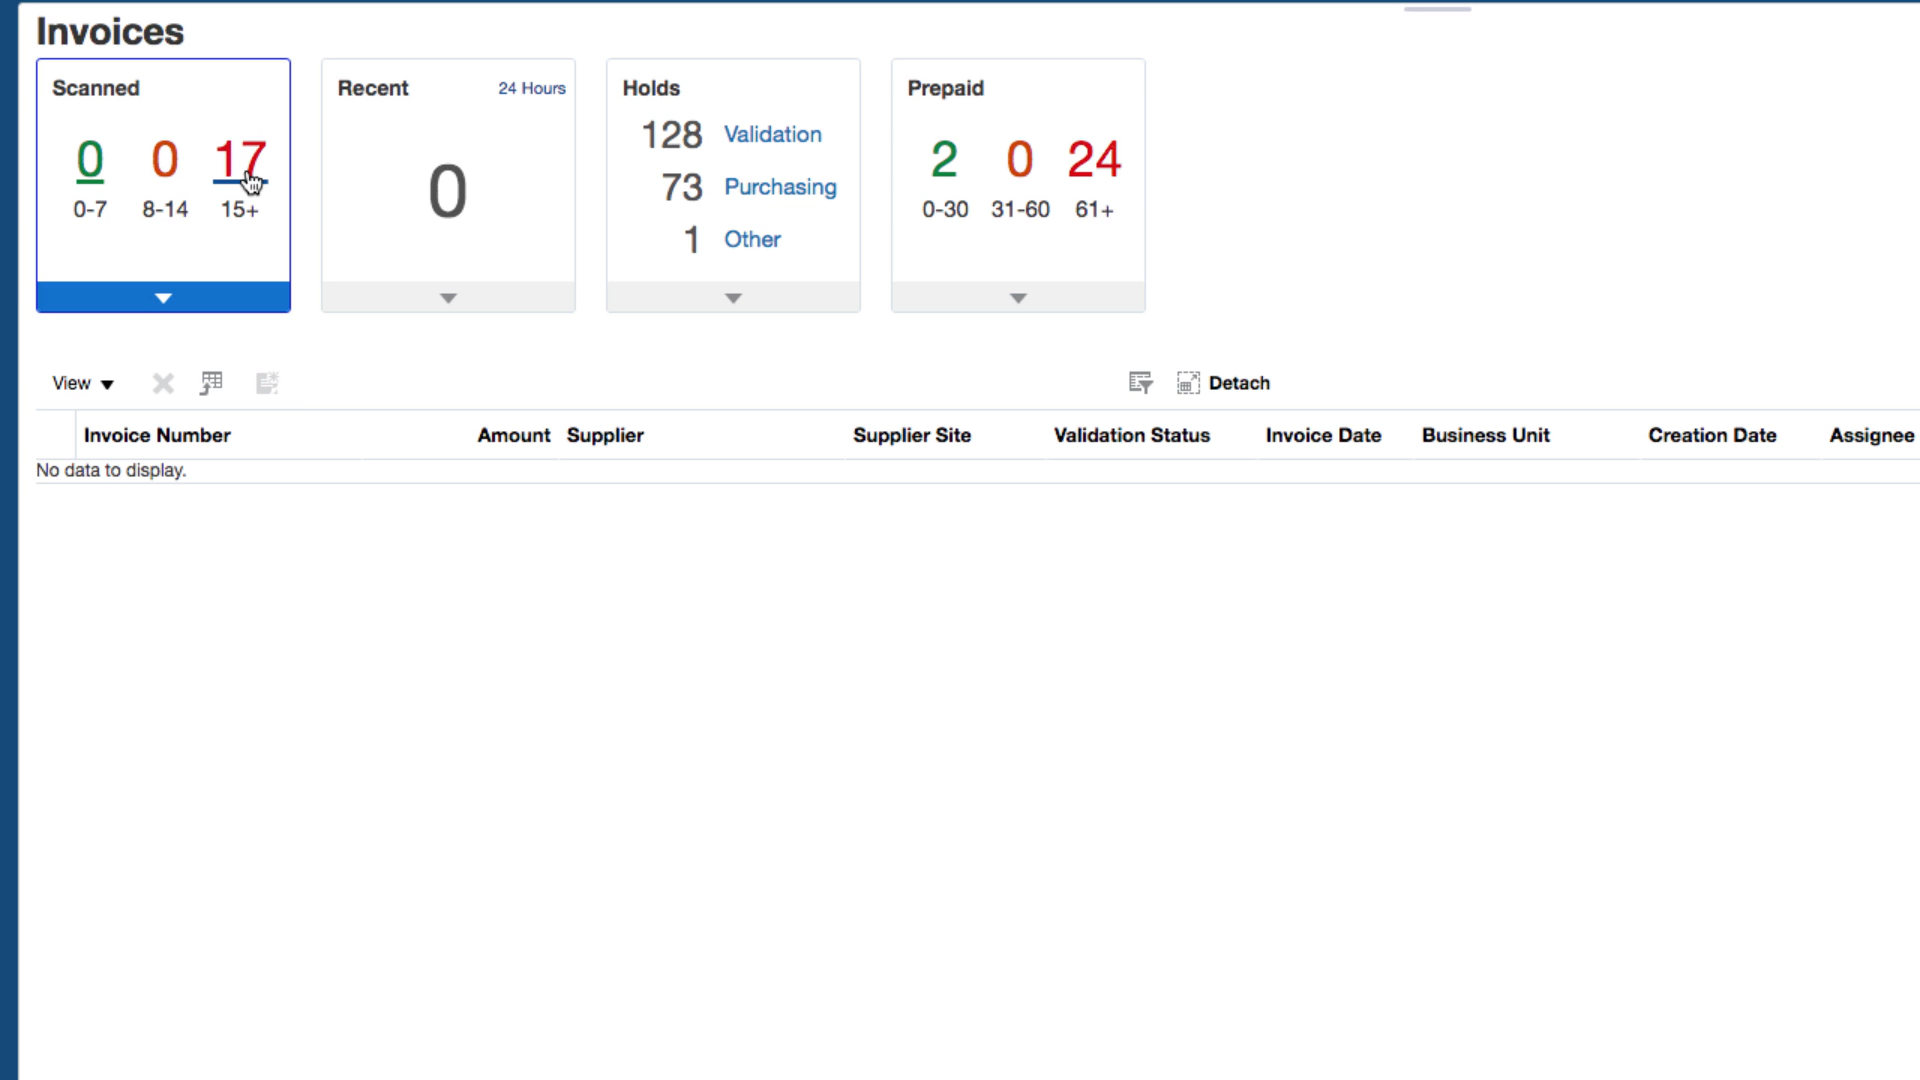 Invoices
Scanned
0 0 17
0-7 8-14 15+
Recent 24 Hours
0
Holds
128 Validation
73 Purchasing
1 Other
Prepaid
2 0 24
0-30 31-60 61+
View Detach
Invoice Number Amount Supplier Supplier Site Validation Status Invoice Date Business Unit Creation Date Assignee
No data to display.